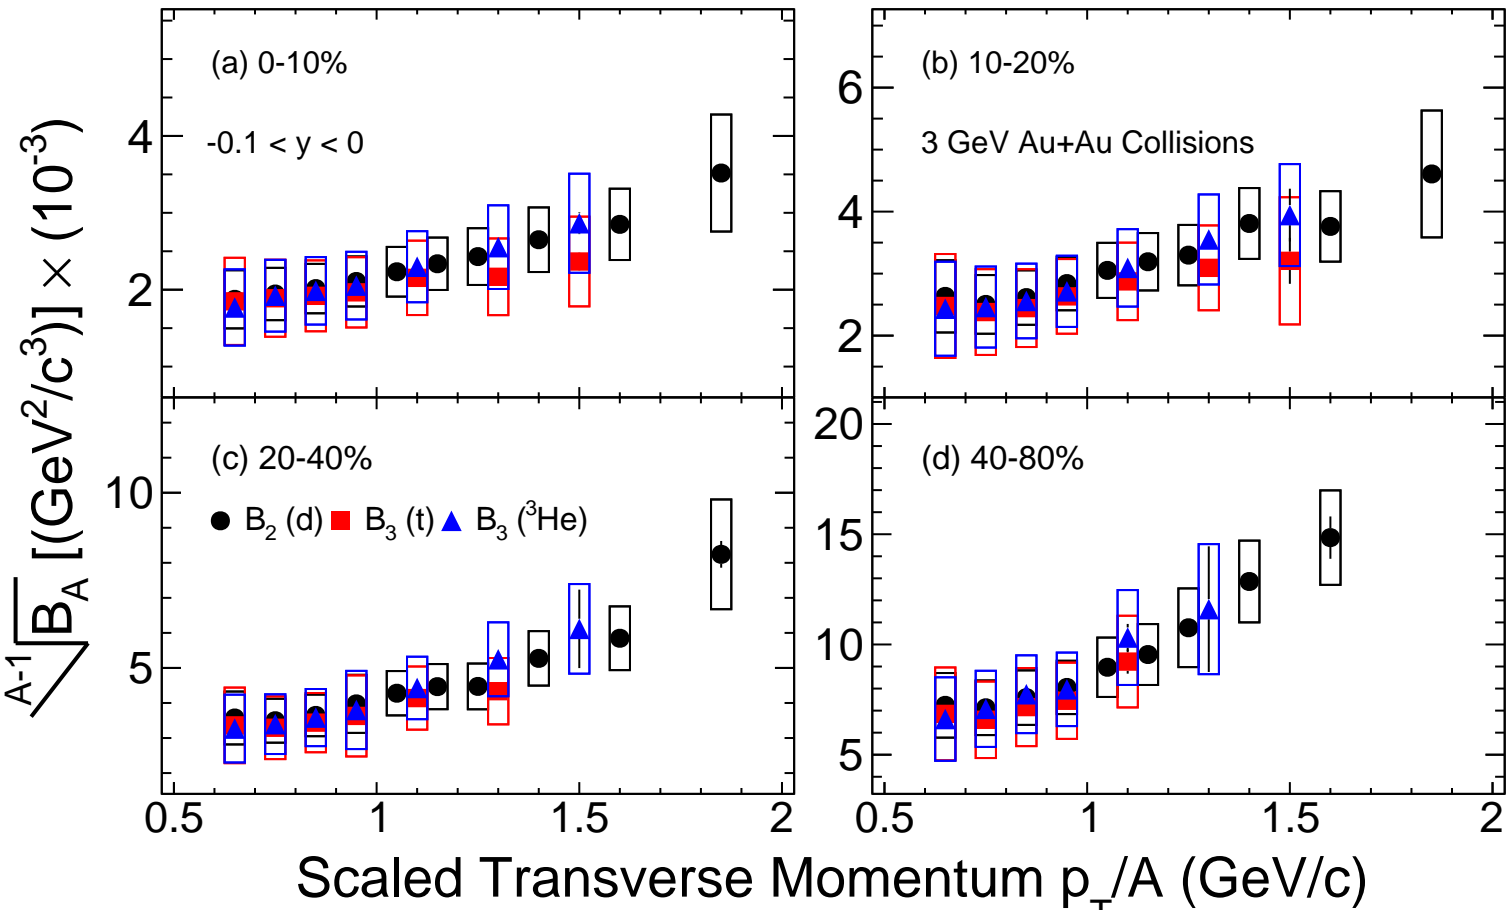 (a) 0-10%
-0.1 < y < 0
4
2
(b) 10-20%
3 GeV Au+Au Collisions
6
4
2
(c) 20-40%
B₂ (d) B₃ (t) B₃ (³He)
10
5
0.5 1 1.5 2
(d) 40-80%
20
15
10
5
0.5 1 1.5 2
ᴬ⁻¹√B_A [(GeV²/c³)] × (10⁻³)
Scaled Transverse Momentum p_T/A (GeV/c)